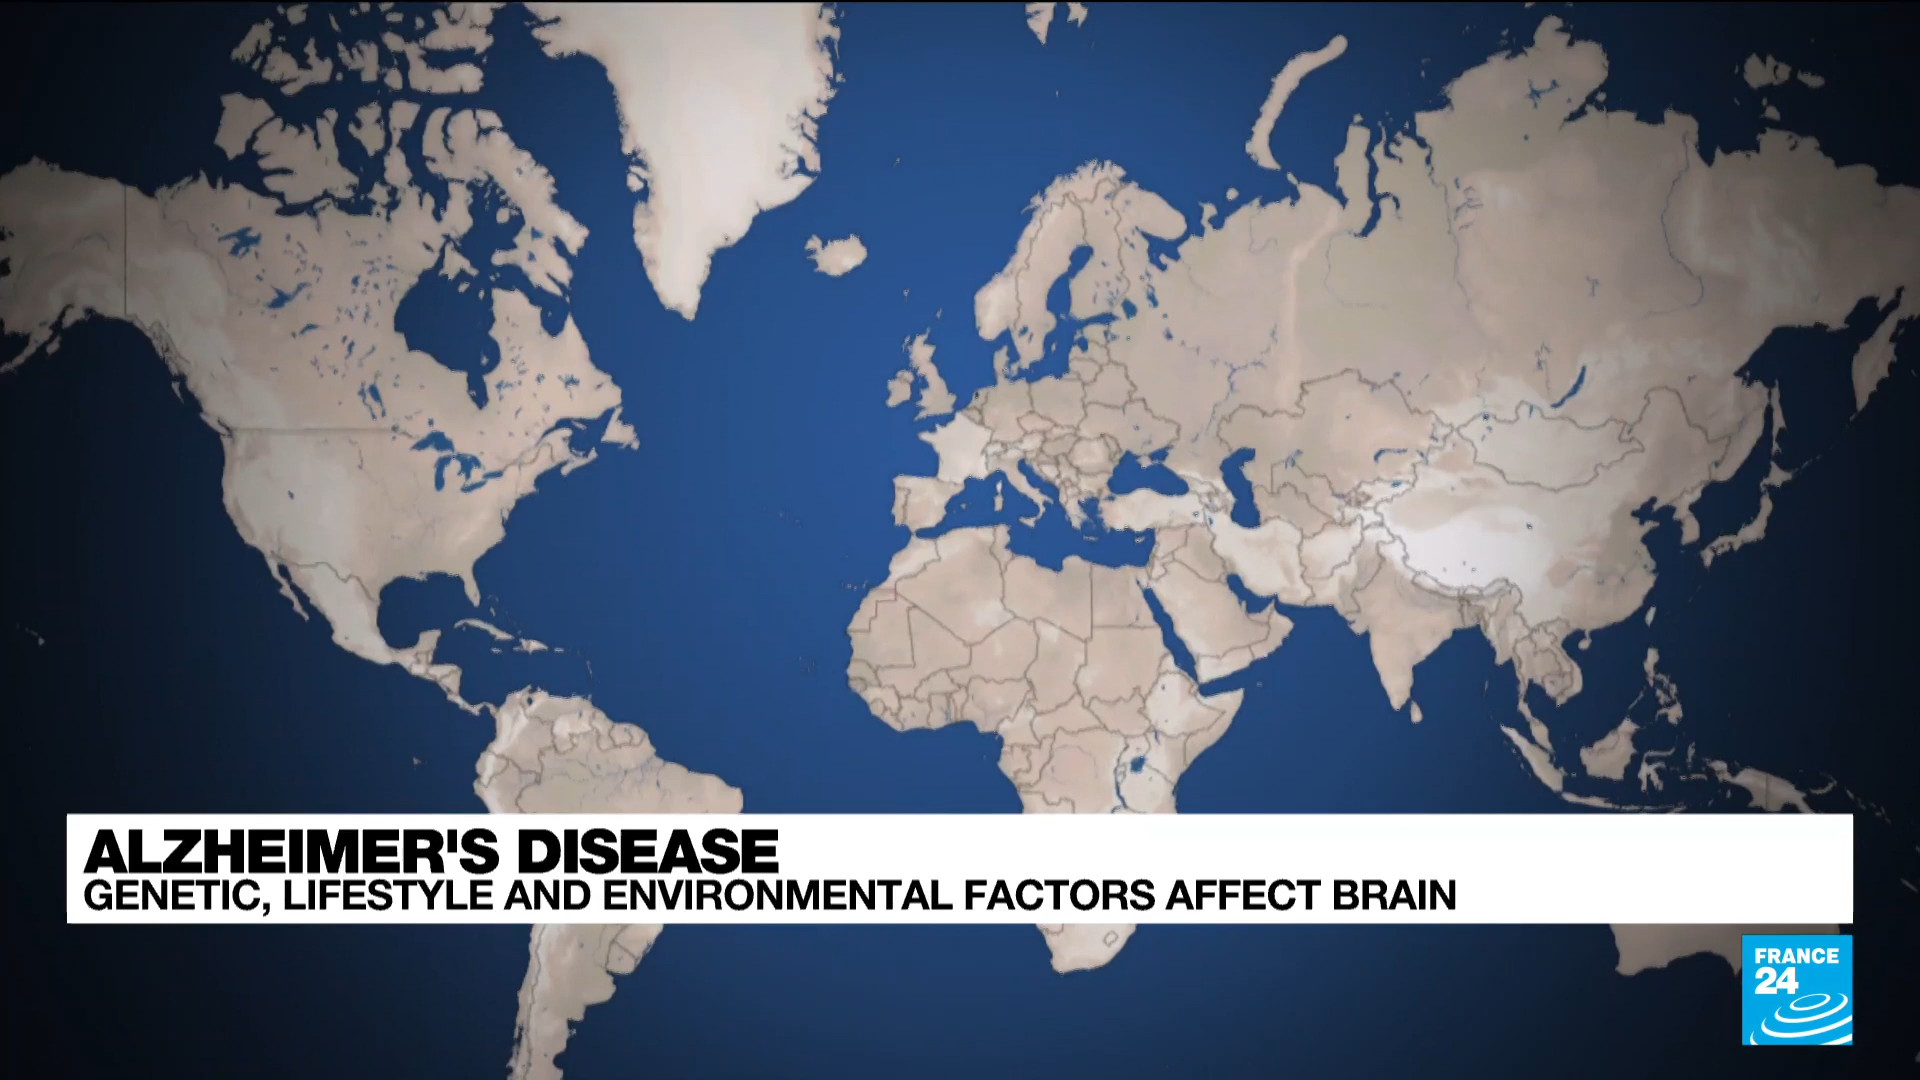 ALZHEIMER'S DISEASE
GENETIC, LIFESTYLE AND ENVIRONMENTAL FACTORS AFFECT BRAIN
FRANCE
24